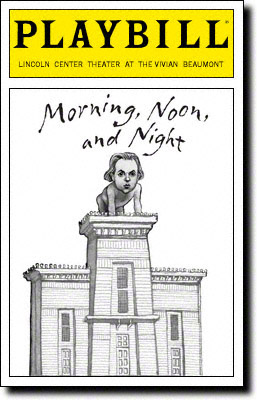 PLAYBILL
LINCOLN CENTER THEATER AT THE VIVIAN BEAUMONT
Morning, Noon,
and Night